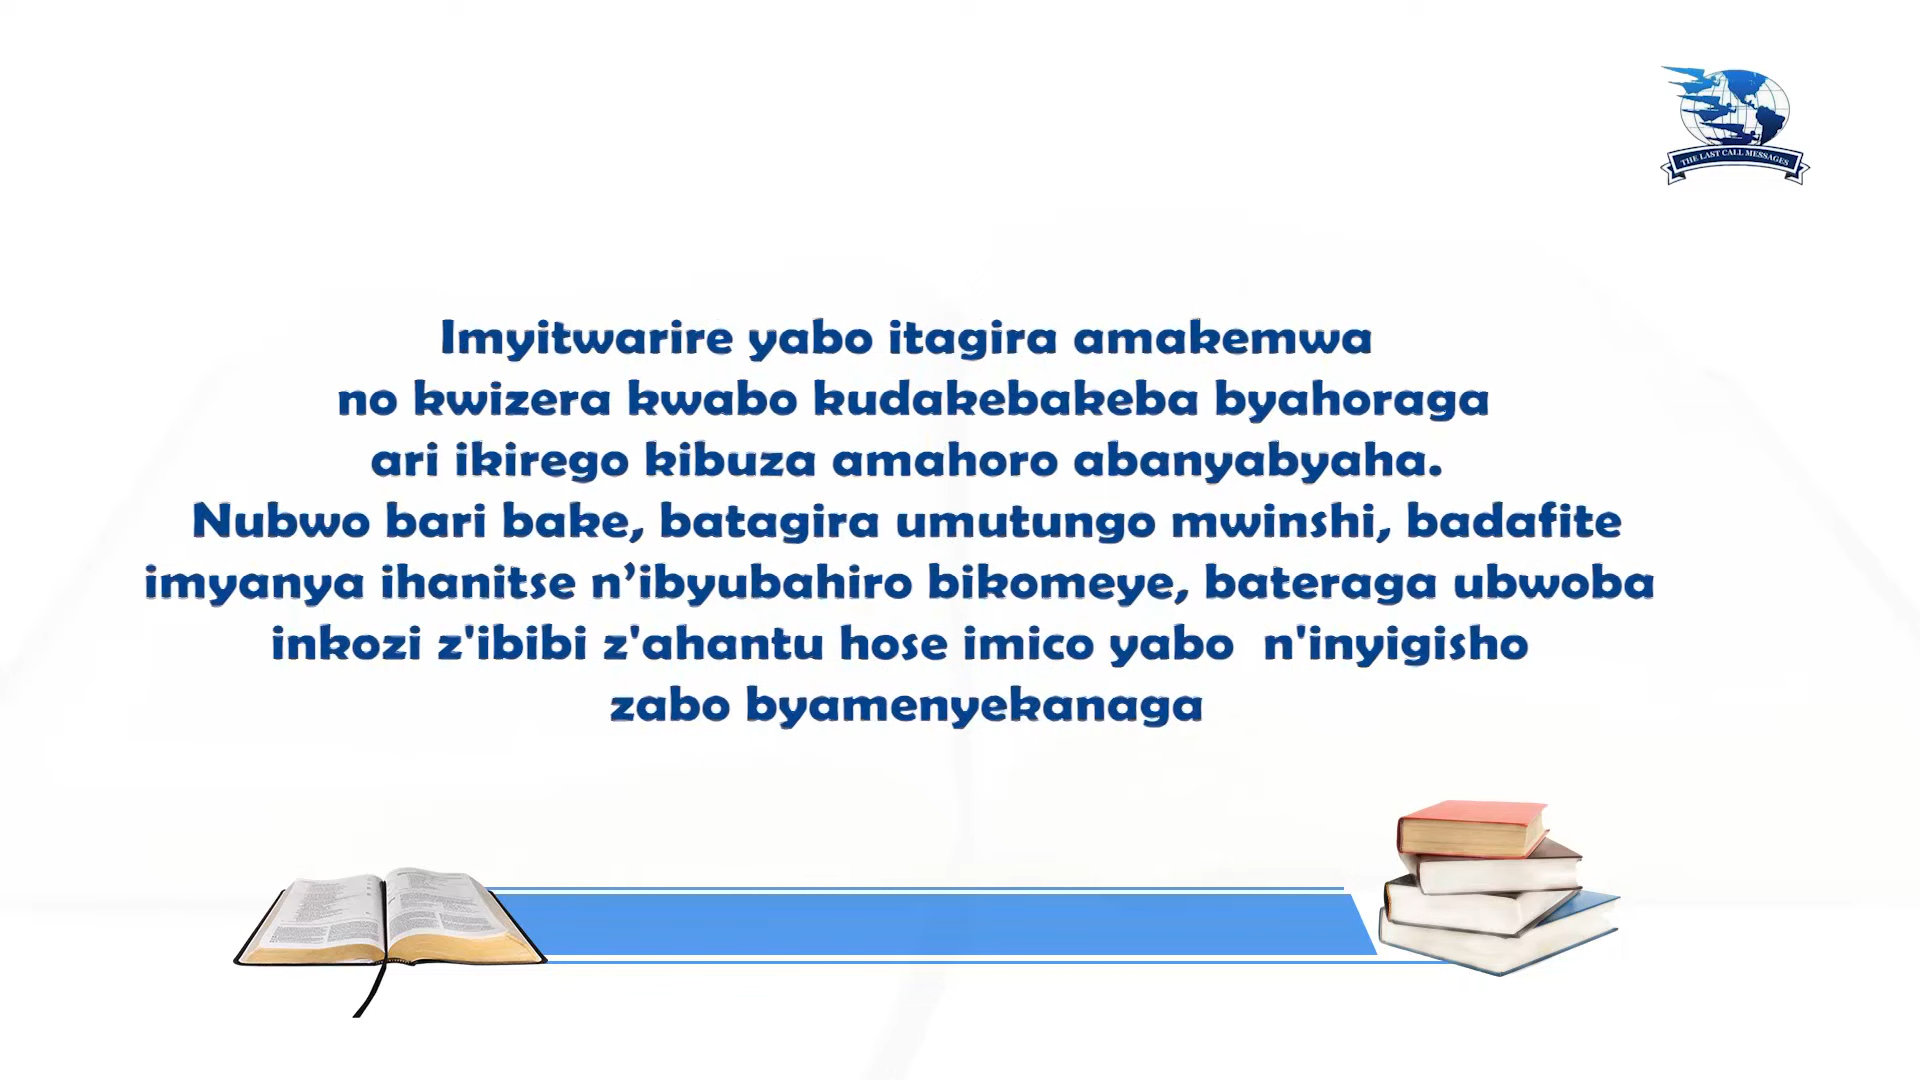 THE LAST CALL MESSAGES
Imyitwarire yabo itagira amakemwa
no kwizera kwabo kudakebakeba byahoraga
ari ikirego kibuza amahoro abanyabyaha.
Nubwo bari bake, batagira umutungo mwinshi, badafite
imyanya ihanitse n’ibyubahiro bikomeye, bateraga ubwoba
inkozi z'ibibi z'ahantu hose imico yabo  n'inyigisho
zabo byamenyekanaga